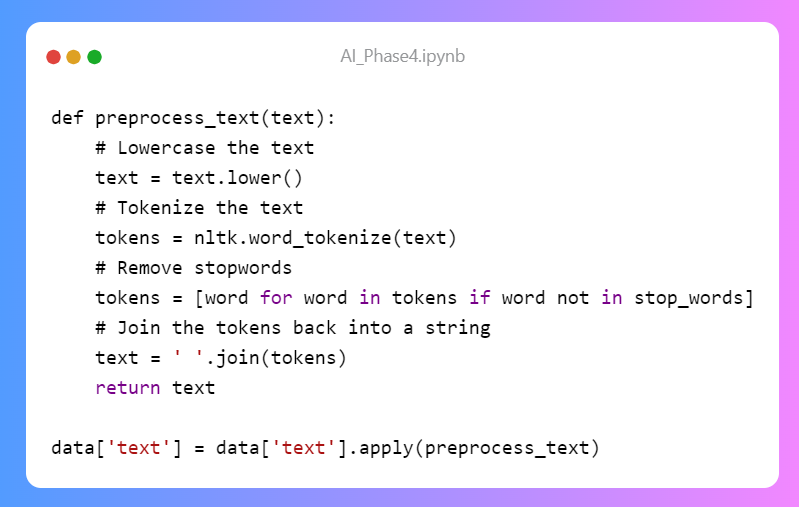 AI_Phase4.ipynb
def preprocess_text(text):
    # Lowercase the text
    text = text.lower()
    # Tokenize the text
    tokens = nltk.word_tokenize(text)
    # Remove stopwords
    tokens = [word for word in tokens if word not in stop_words]
    # Join the tokens back into a string
    text = ' '.join(tokens)
    return text

data['text'] = data['text'].apply(preprocess_text)